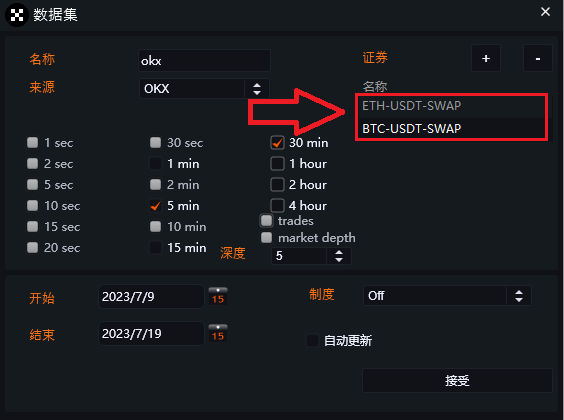 数据集
名称 okx 证券 + -
来源 OKX 名称
ETH-USDT-SWAP
BTC-USDT-SWAP
1 sec 30 sec 30 min
2 sec 1 min 1 hour
5 sec 2 min 2 hour
10 sec 5 min 4 hour
15 sec 10 min trades
20 sec 15 min market depth
深度 5
开始 2023/7/9 15 制度 Off
结束 2023/7/19 15 自动更新
接受